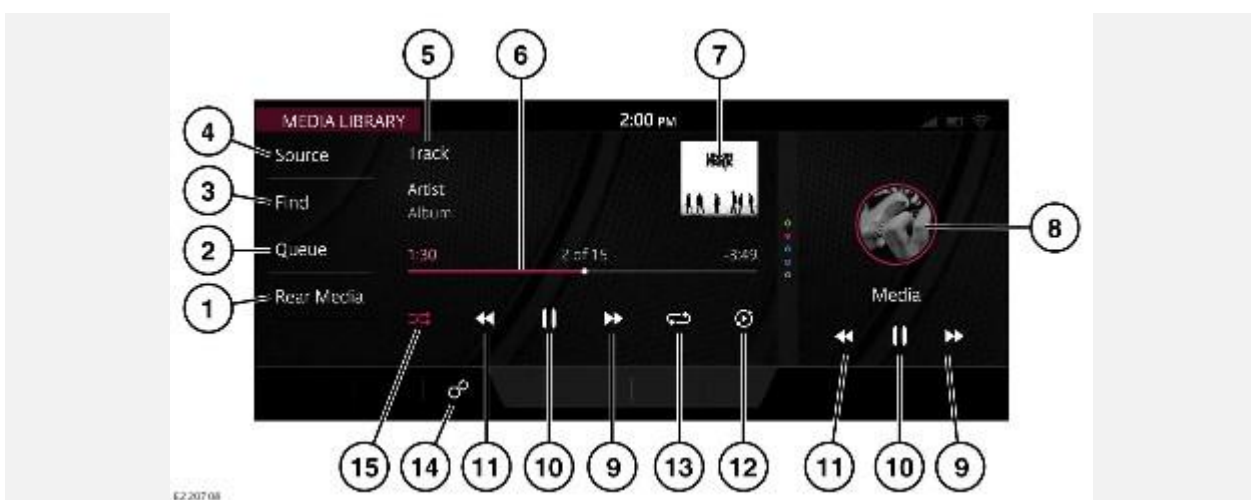 5 6 7
MEDIA LIBRARY 2:00 PM
4 Source Track
3 Find Artist
Album
8
2 Queue 1:30 2 of 15 -3:49
1 Rear Media Media
15 14 11 10 9 13 12 11 10 9